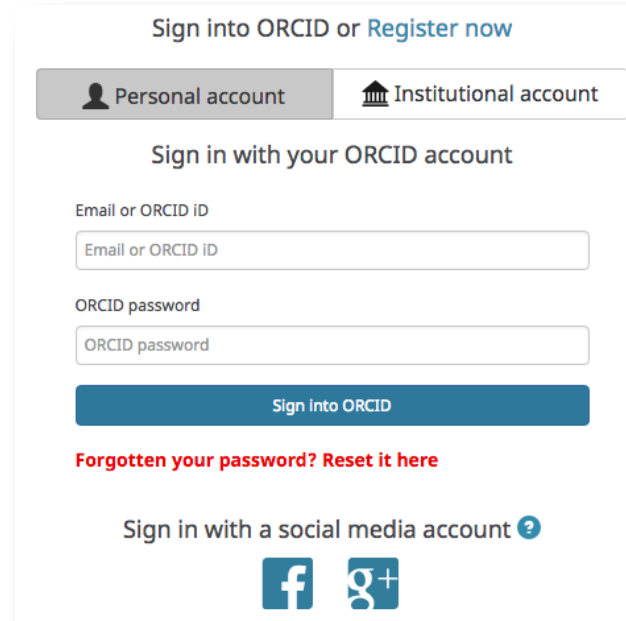 Sign into ORCID or Register now
Personal account
Institutional account
Sign in with your ORCID account
Email or ORCID iD
Email or ORCID iD
ORCID password
ORCID password
Sign into ORCID
Forgotten your password? Reset it here
Sign in with a social media account ?
f g+